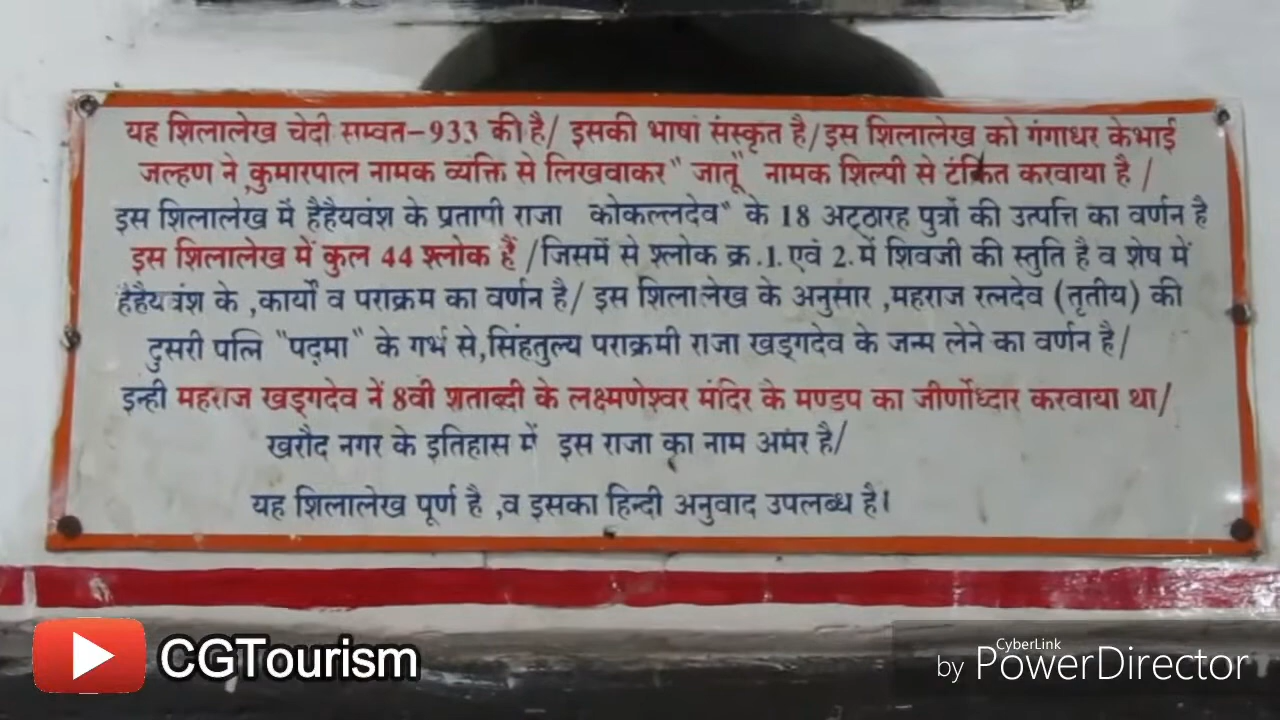 यह शिलालेख चेदी सम्वत-933 की है/ इसकी भाषा संस्कृत है/इस शिलालेख को गंगाधर केभाई
जल्हण ने,कुमारपाल नामक व्यक्ति से लिखवाकर" जातू" नामक शिल्पी से टंकित करवाया है /
इस शिलालेख मै हैहैयवंश के प्रतापी राजा कोकल्लदेव" के 18 अट्ठारह पुत्रों की उत्पत्ति का वर्णन है
इस शिलालेख में कुल 44 श्लोक हैं /जिसमें से श्लोक क्र.1.एवं 2.में शिवजी की स्तुति है व शेष में
हैहैयवंश के ,कार्यों व पराक्रम का वर्णन है/ इस शिलालेख के अनुसार ,महराज रत्नदेव (तृतीय) की
दुसरी पत्नि "पद्मा" के गर्भ से,सिंहतुल्य पराक्रमी राजा खड्गदेव के जन्म लेने का वर्णन है/
इन्ही महराज खड्गदेव नें 8वी शताब्दी के लक्ष्मणेश्वर मंदिर के मण्डप का जीर्णोध्दार करवाया था/
खरौद नगर के इतिहास में इस राजा का नाम अमर है/
यह शिलालेख पूर्ण है ,व इसका हिन्दी अनुवाद उपलब्ध है।
CGTourism
CyberLink
by PowerDirector